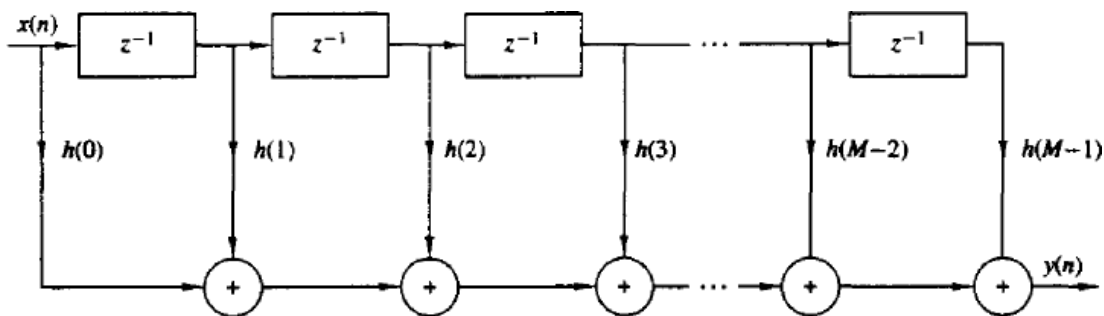 x(n)
z⁻¹ z⁻¹ z⁻¹ ... z⁻¹
h(0) h(1) h(2) h(3) h(M−2) h(M−1)
+ + + ... + +
y(n)